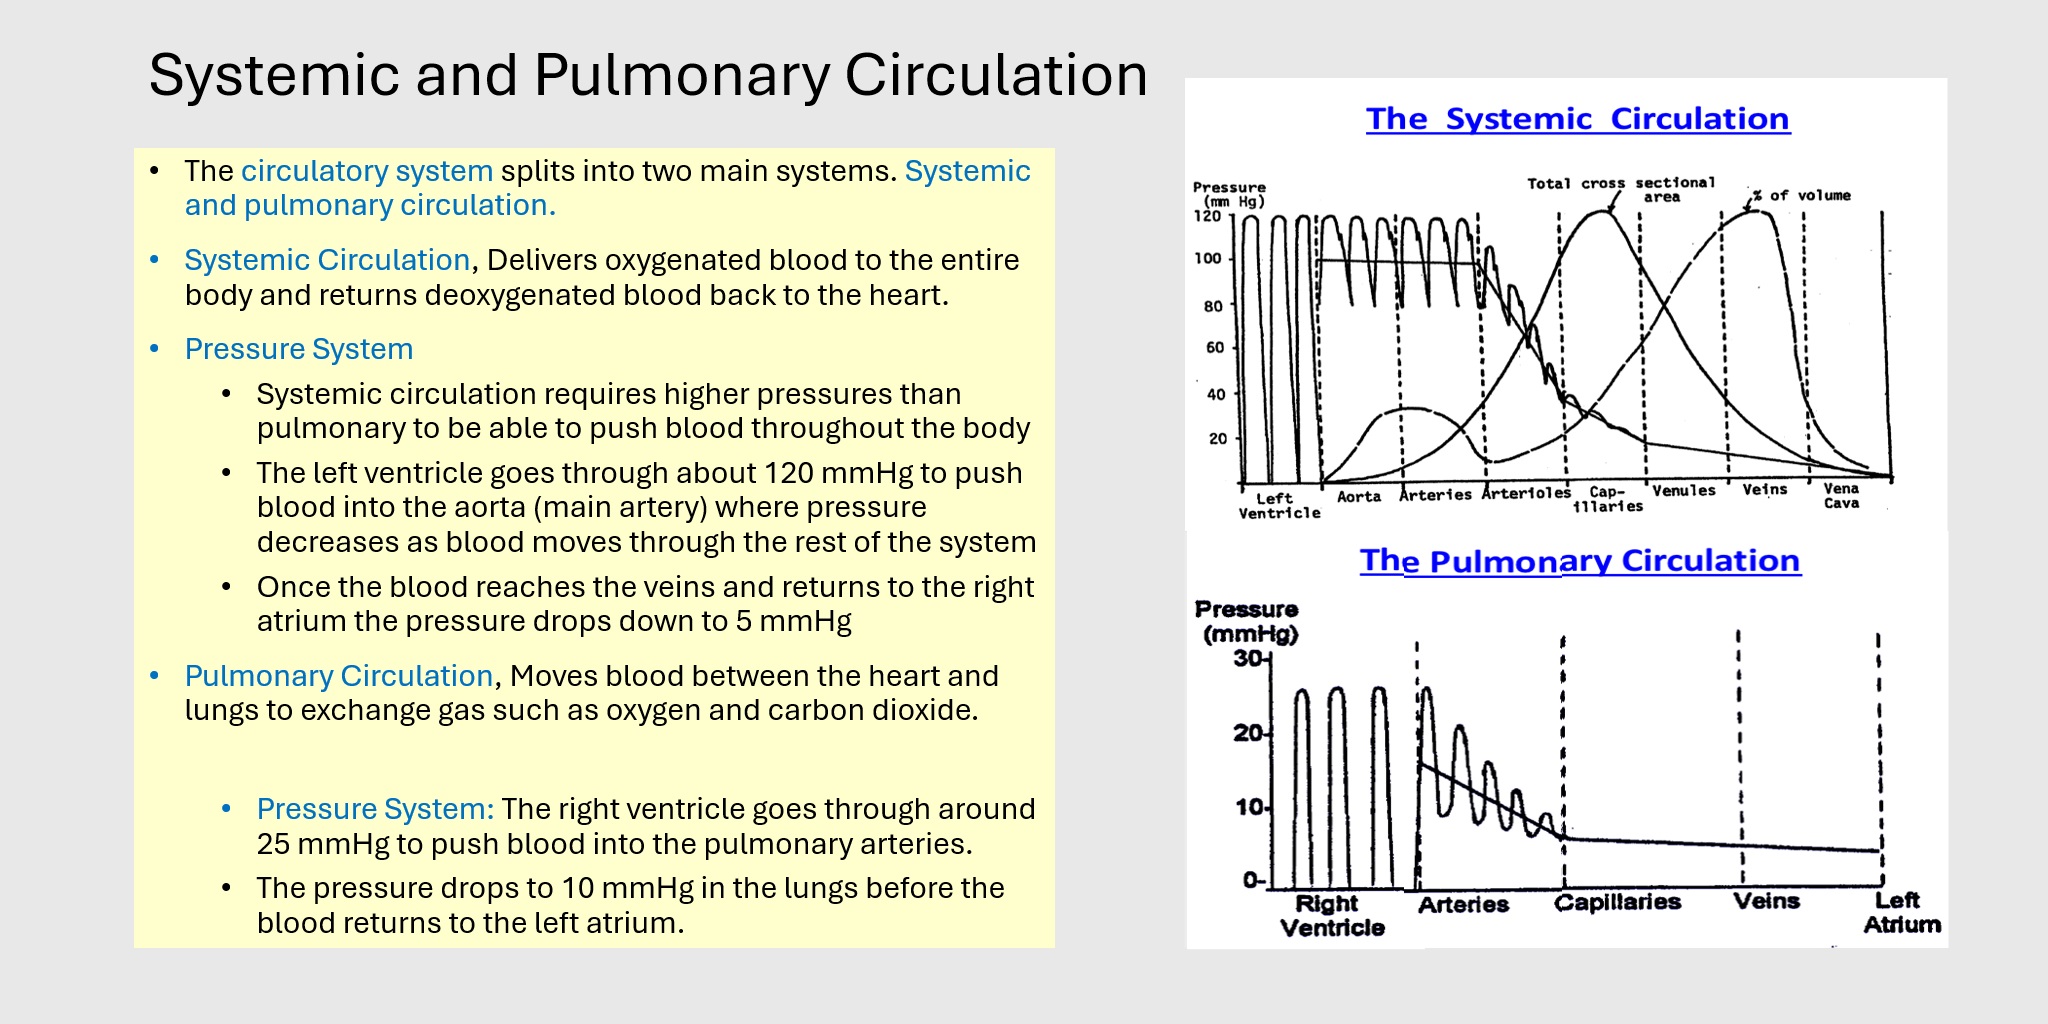 Systemic and Pulmonary Circulation
• The circulatory system splits into two main systems. Systemic
and pulmonary circulation.
• Systemic Circulation, Delivers oxygenated blood to the entire
body and returns deoxygenated blood back to the heart.
• Pressure System
• Systemic circulation requires higher pressures than
pulmonary to be able to push blood throughout the body
• The left ventricle goes through about 120 mmHg to push
blood into the aorta (main artery) where pressure
decreases as blood moves through the rest of the system
• Once the blood reaches the veins and returns to the right
atrium the pressure drops down to 5 mmHg
• Pulmonary Circulation, Moves blood between the heart and
lungs to exchange gas such as oxygen and carbon dioxide.
• Pressure System: The right ventricle goes through around
25 mmHg to push blood into the pulmonary arteries.
• The pressure drops to 10 mmHg in the lungs before the
blood returns to the left atrium.
The Systemic Circulation
Pressure
(mm Hg)
Total cross sectional
area
% of volume
120
100
80
60
40
20
Left
Ventricle
Aorta
Arteries
Arterioles
Cap-
illaries
Venules
Veins
Vena
Cava
The Pulmonary Circulation
Pressure
(mmHg)
30
20
10
0
Right
Ventricle
Arteries
Capillaries
Veins
Left
Atrium